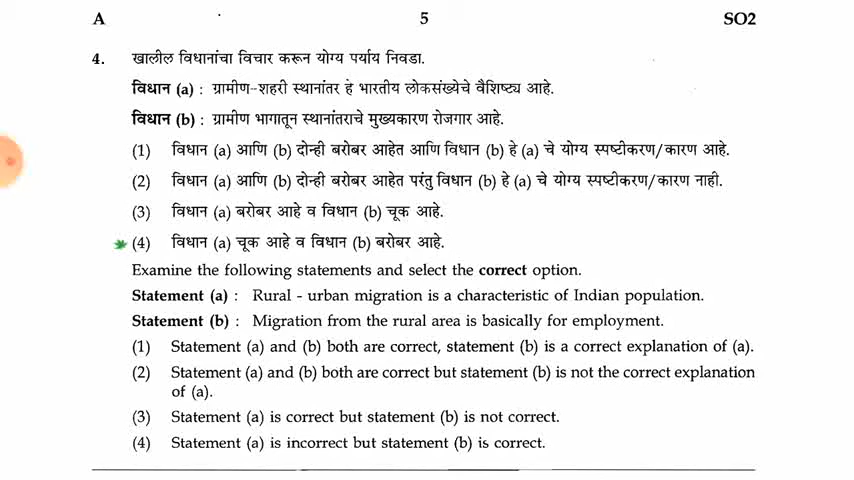 A 5 SO2
4. खालील विधानांचा विचार करून योग्य पर्याय निवडा.
विधान (a) : ग्रामीण-शहरी स्थानांतर हे भारतीय लोकसंख्येचे वैशिष्ट्य आहे.
विधान (b) : ग्रामीण भागातून स्थानांतराचे मुख्यकारण रोजगार आहे.
(1) विधान (a) आणि (b) दोन्ही बरोबर आहेत आणि विधान (b) हे (a) चे योग्य स्पष्टीकरण/कारण आहे.
(2) विधान (a) आणि (b) दोन्ही बरोबर आहेत परंतु विधान (b) हे (a) चे योग्य स्पष्टीकरण/कारण नाही.
(3) विधान (a) बरोबर आहे व विधान (b) चूक आहे.
(4) विधान (a) चूक आहे व विधान (b) बरोबर आहे.
Examine the following statements and select the correct option.
Statement (a) : Rural - urban migration is a characteristic of Indian population.
Statement (b) : Migration from the rural area is basically for employment.
(1) Statement (a) and (b) both are correct, statement (b) is a correct explanation of (a).
(2) Statement (a) and (b) both are correct but statement (b) is not the correct explanation
of (a).
(3) Statement (a) is correct but statement (b) is not correct.
(4) Statement (a) is incorrect but statement (b) is correct.